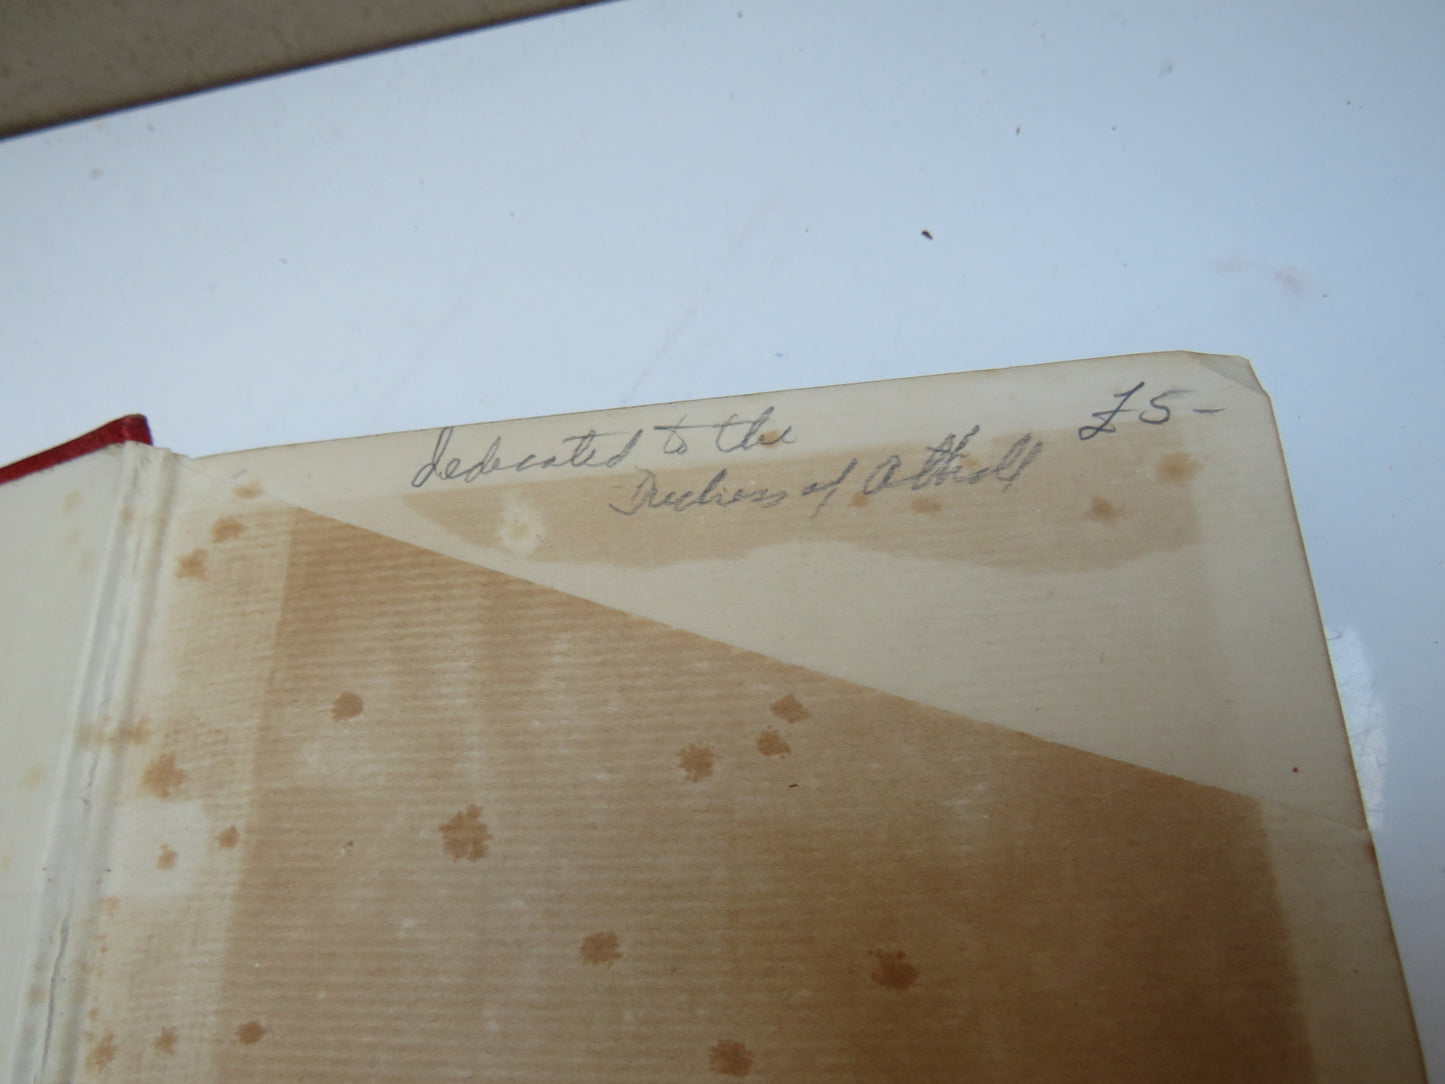 dedicated to the
Duchess of Atholl
£5-